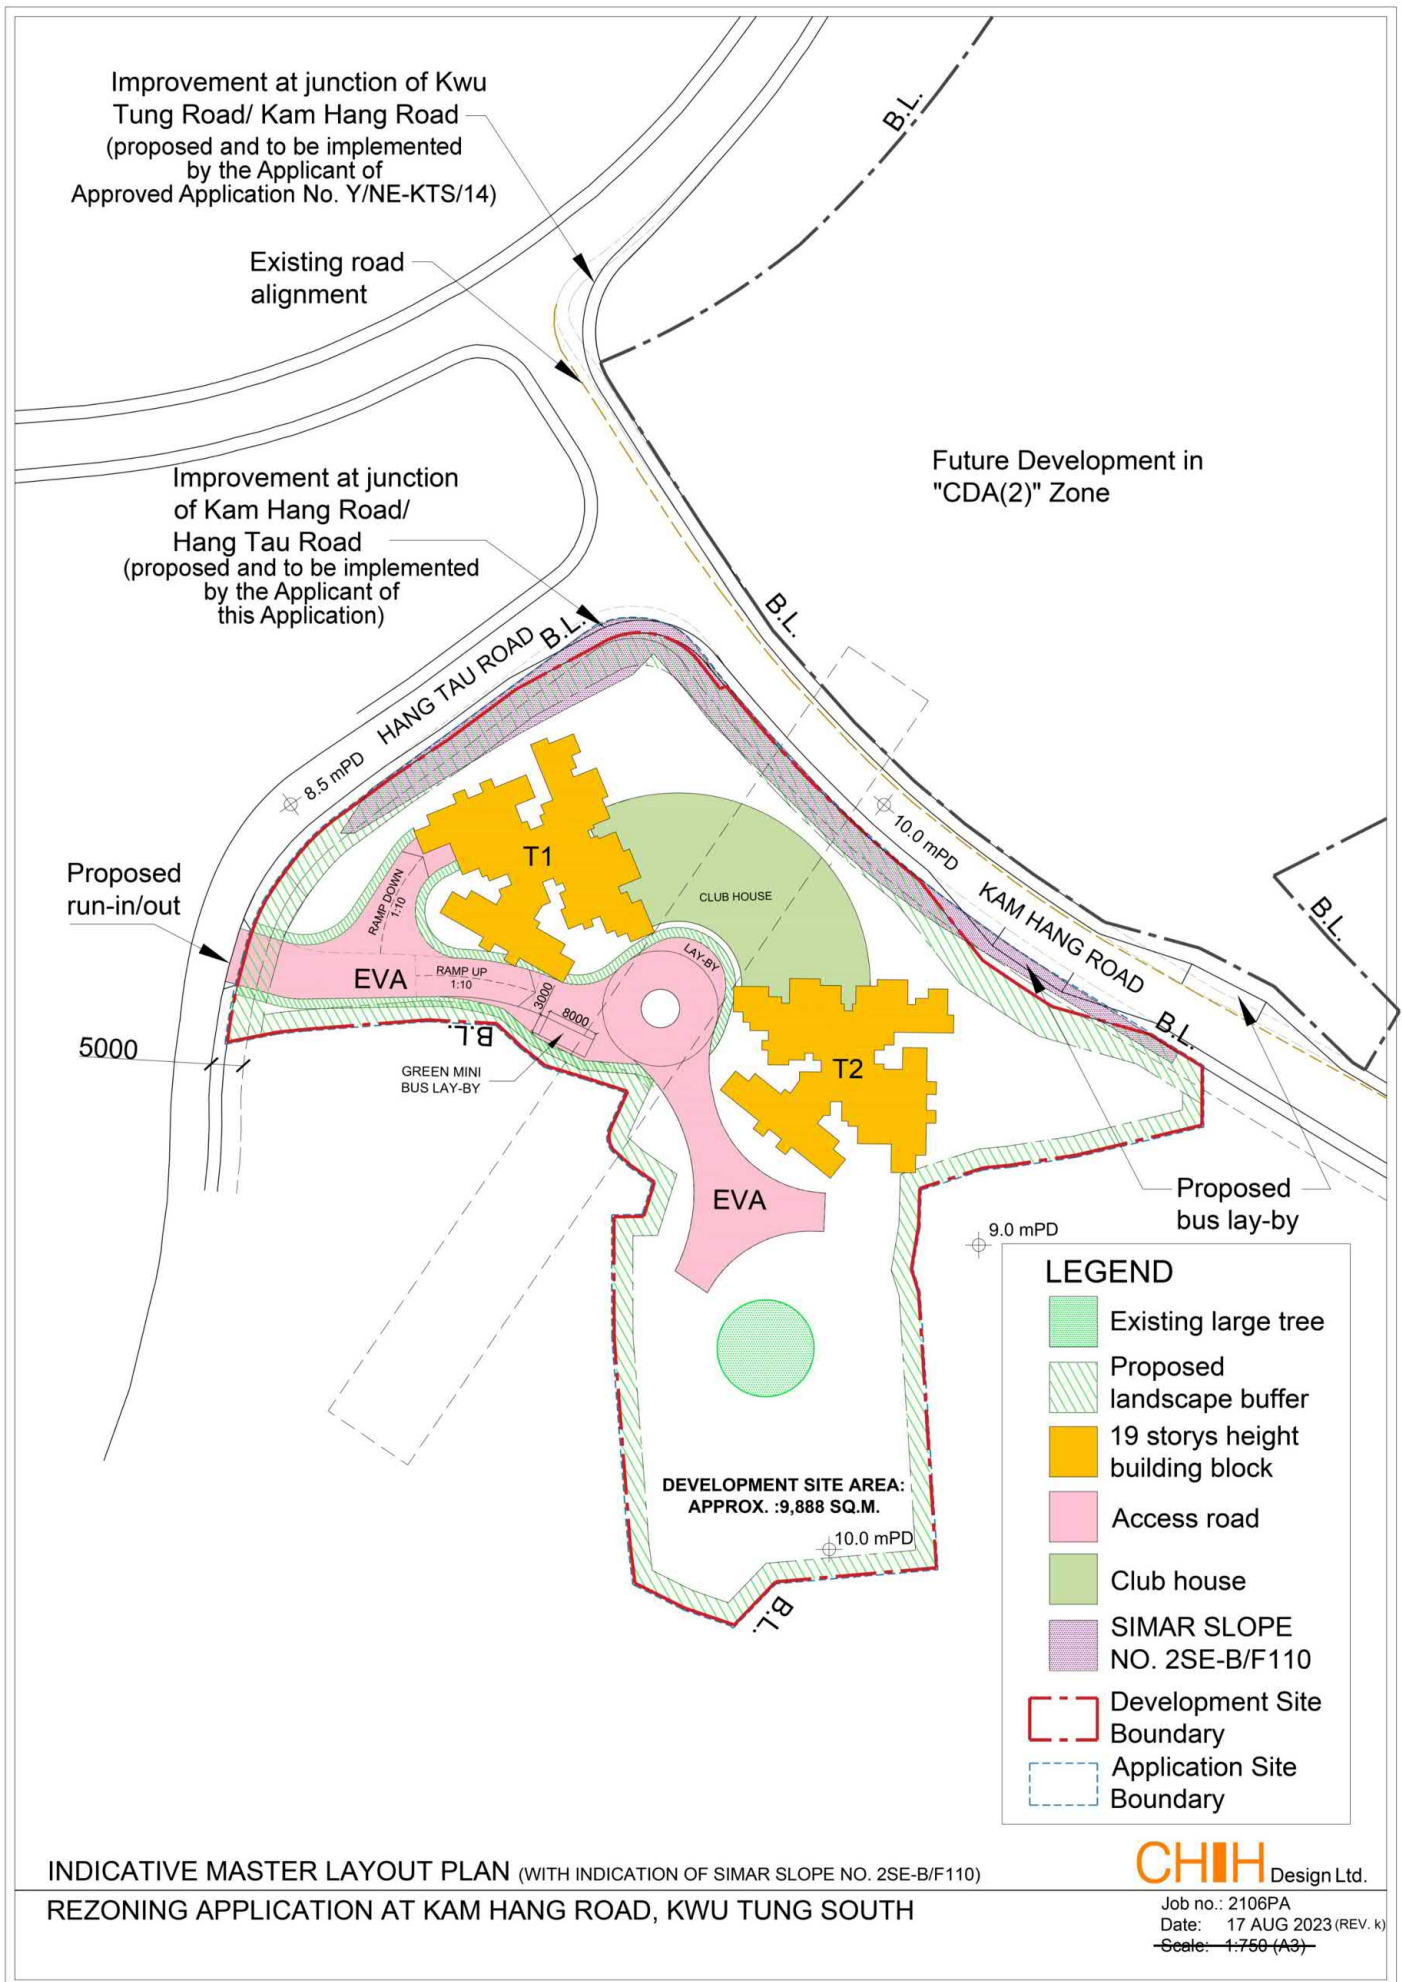 Improvement at junction of Kwu
Tung Road/ Kam Hang Road
(proposed and to be implemented
by the Applicant of
Approved Application No. Y/NE-KTS/14)
B.L.
Existing road
alignment
Future Development in
"CDA(2)" Zone
Improvement at junction
of Kam Hang Road/
Hang Tau Road
(proposed and to be implemented
by the Applicant of
this Application)
B.L.
B.L.
HANG TAU ROAD
8.5 mPD
10.0 mPD
T1
Proposed
run-in/out
RAMP DOWN
1:10
CLUB HOUSE
KAM HANG ROAD
B.L.
LAY-BY
EVA
RAMP UP
1:10
3000
8000
B.L.
B.L.
5000
GREEN MINI
BUS LAY-BY
T2
EVA
Proposed
bus lay-by
9.0 mPD
LEGEND
Existing large tree
Proposed
landscape buffer
19 storys height
building block
Access road
Club house
SIMAR SLOPE
NO. 2SE-B/F110
Development Site
Boundary
Application Site
Boundary
DEVELOPMENT SITE AREA:
APPROX. :9,888 SQ.M.
10.0 mPD
B.L.
INDICATIVE MASTER LAYOUT PLAN (WITH INDICATION OF SIMAR SLOPE NO. 2SE-B/F110)
REZONING APPLICATION AT KAM HANG ROAD, KWU TUNG SOUTH
CHIH Design Ltd.
Job no.: 2106PA
Date: 17 AUG 2023 (REV. k)
Scale: 1:750 (A3)